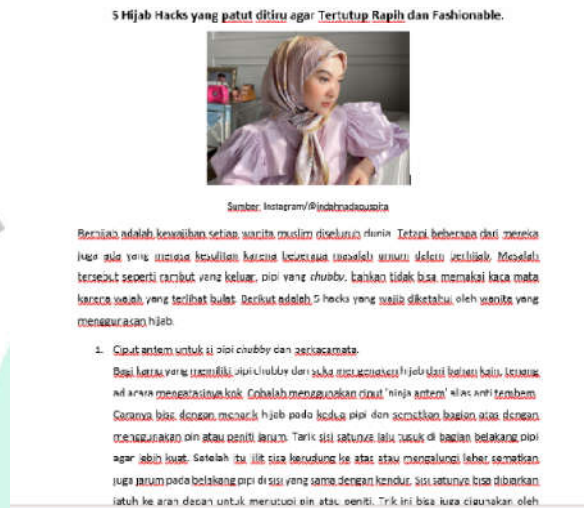 5 Hijab Hacks yang patut ditiru agar Tertutup Rapih dan Fashionable.
Sumber: Instagram/@indahnadapuspita
Berhijab adalah kewajiban setiap wanita muslim diseluruh dunia. Tetapi beberapa dari mereka
juga ada yang merasa kesulitan karena beberapa masalah umum dalam berhijab. Masalah
tersebut seperti rambut yang keluar, pipi yang chubby, bahkan tidak bisa memakai kaca mata
karena wajah yang terlihat bulat. Berikut adalah 5 hacks yang wajib diketahui oleh wanita yang
menggunakan hijab.
1. Ciput antem untuk si pipi chubby dan berkacamata.
Bagi kamu yang memiliki pipi chubby dan suka mengenakan hijab dari bahan kain, tenang
ad acara mengatasinya kok. Cobalah menggunakan ciput 'ninja antem' alias anti tembem.
Caranya bisa dengan menarik hijab pada kedua pipi dan sematkan bagian atas dengan
menggunakan pin atau peniti jarum. Tarik sisi satunya lalu tusuk di bagian belakang pipi
agar lebih kuat. Setelah itu lilit sisa kerudung ke atas atau mengalungi leher sematkan
juga jarum pada belakang pipi di sisi yang sama dengan kendur. Sisi satunya bisa dibiarkan
jatuh ke arah depan untuk menutupi pin atau peniti. Trik ini bisa juga digunakan oleh